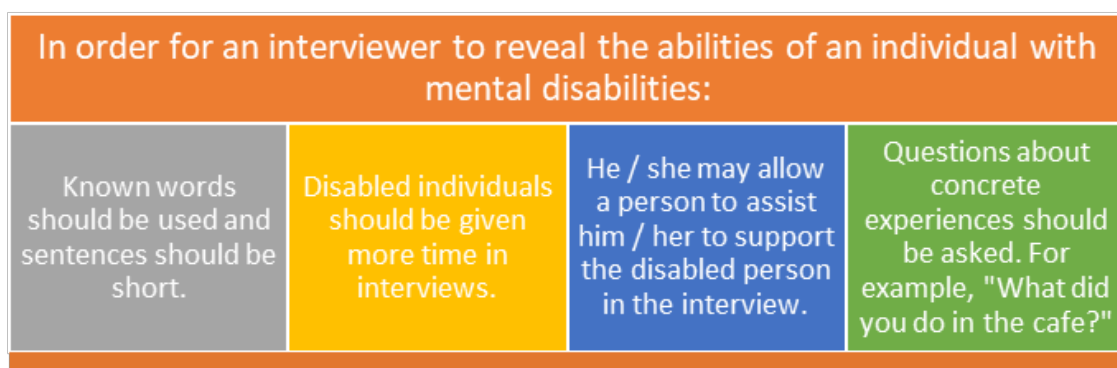 In order for an interviewer to reveal the abilities of an individual with
mental disabilities:
Known words
should be used and
sentences should be
short.
Disabled individuals
should be given
more time in
interviews.
He / she may allow
a person to assist
him / her to support
the disabled person
in the interview.
Questions about
concrete
experiences should
be asked. For
example, "What did
you do in the cafe?"